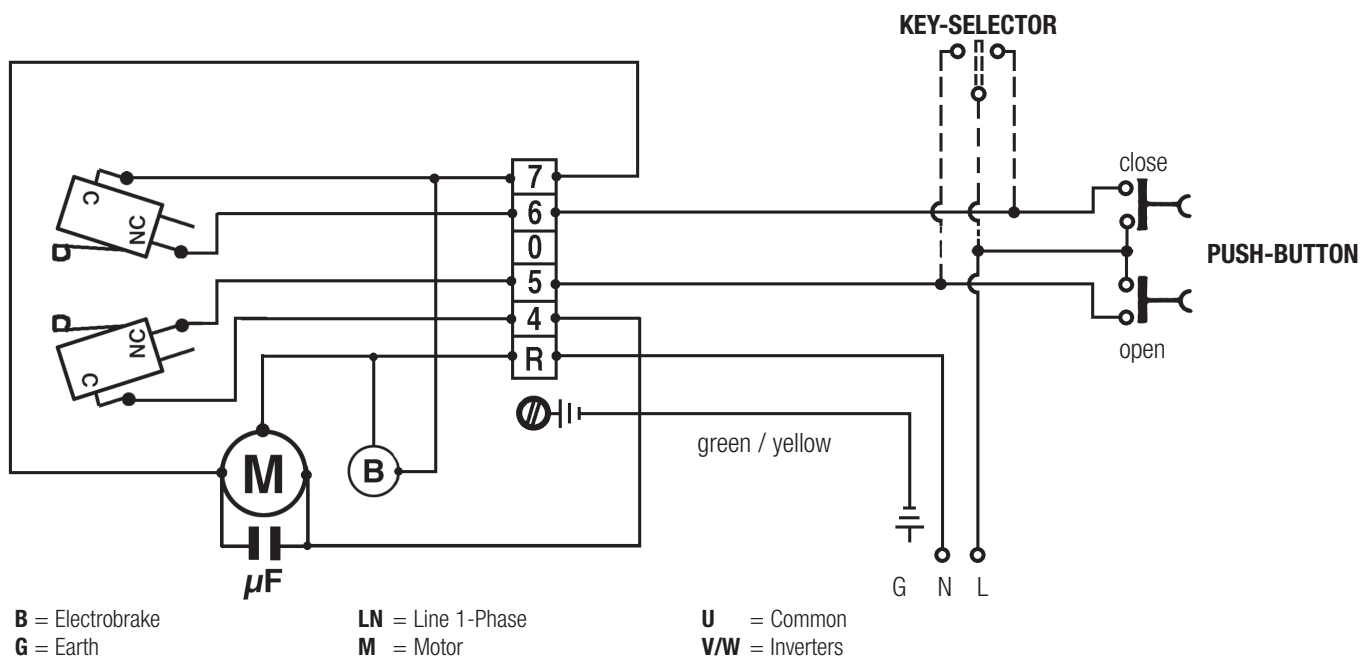 KEY-SELECTOR
close
PUSH-BUTTON
open
7
6
0
5
4
R
C
NC
NC
C
green / yellow
M
B
µF
G N L
B = Electrobrake LN = Line 1-Phase U = Common
G = Earth M = Motor V/W = Inverters